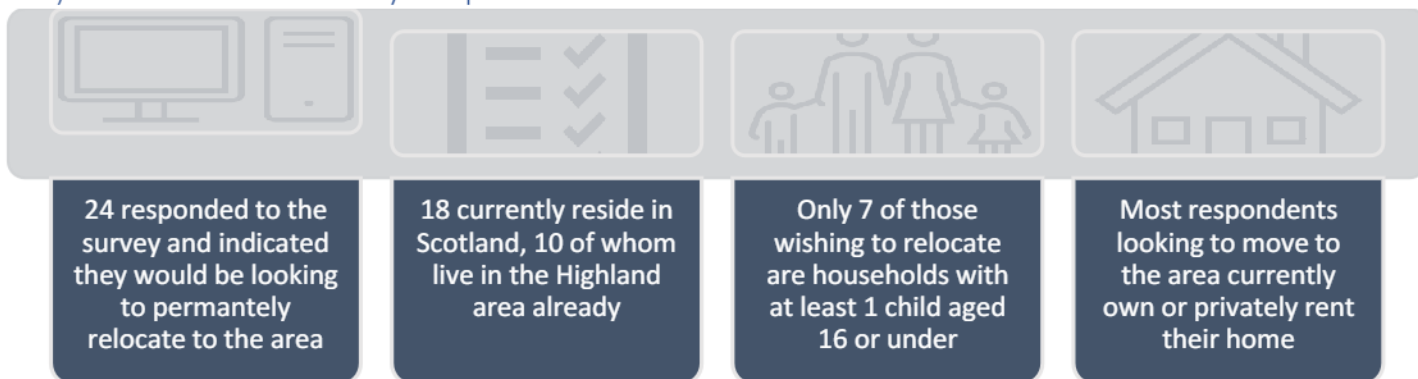 24 responded to the
survey and indicated
they would be looking
to permantely
relocate to the area
18 currently reside in
Scotland, 10 of whom
live in the Highland
area already
Only 7 of those
wishing to relocate
are households with
at least 1 child aged
16 or under
Most respondents
looking to move to
the area currently
own or privately rent
their home